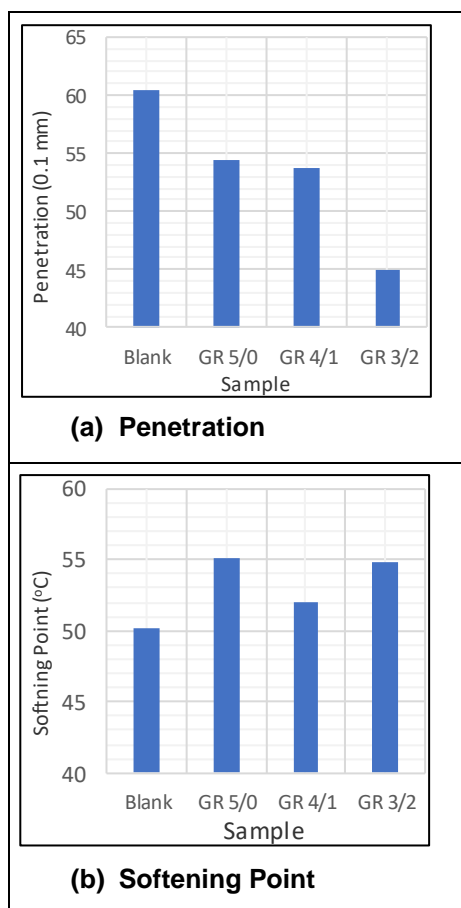 65
60
55
50
45
40
Penetration (0.1 mm)
Blank GR 5/0 GR 4/1 GR 3/2
Sample
(a) Penetration
60
55
50
45
40
Softning Point (°C)
Blank GR 5/0 GR 4/1 GR 3/2
Sample
(b) Softening Point